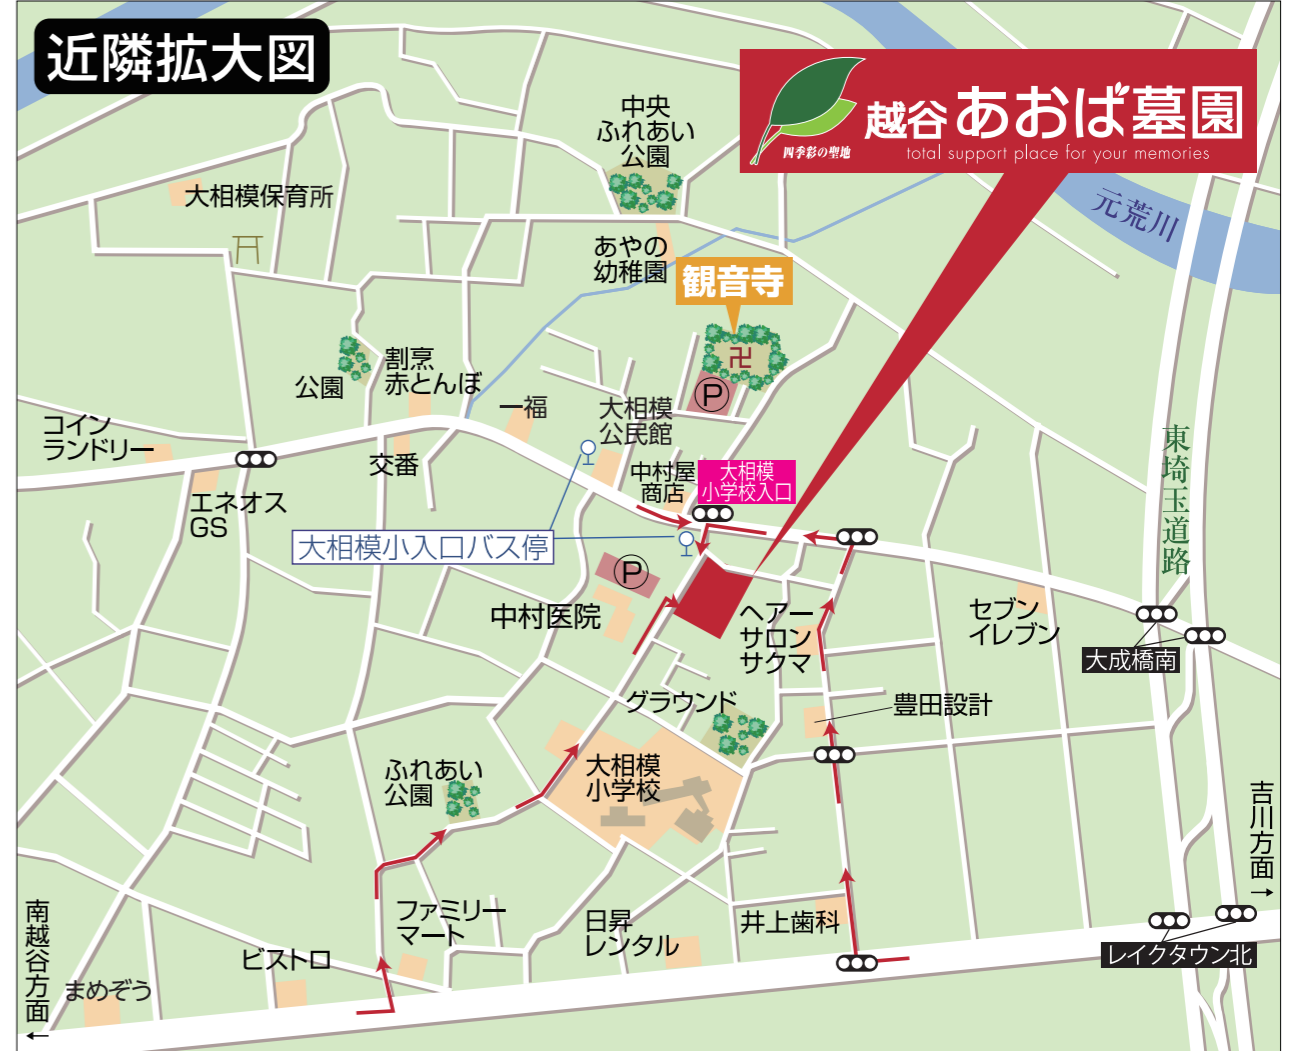 近隣拡大図
中央
ふれあい
公園
越谷あおば墓園
四季彩の聖地
total support place for your memories
大相模保育所
元荒川
あやの
幼稚園
観音寺
卍
P
公園
割烹
赤とんぼ
一福
大相模
公民館
コイン
ランドリー
交番
中村屋
商店
大相模
小学校入口
東埼玉道路
エネオス
GS
大相模小入口バス停
P
中村医院
ヘアー
サロン
サクマ
セブン
イレブン
大成橋南
グラウンド
豊田設計
ふれあい
公園
大相模
小学校
吉川方面→
南越谷方面←
ファミリー
マート
日昇
レンタル
井上歯科
レイクタウン北
ビストロ
まめぞう